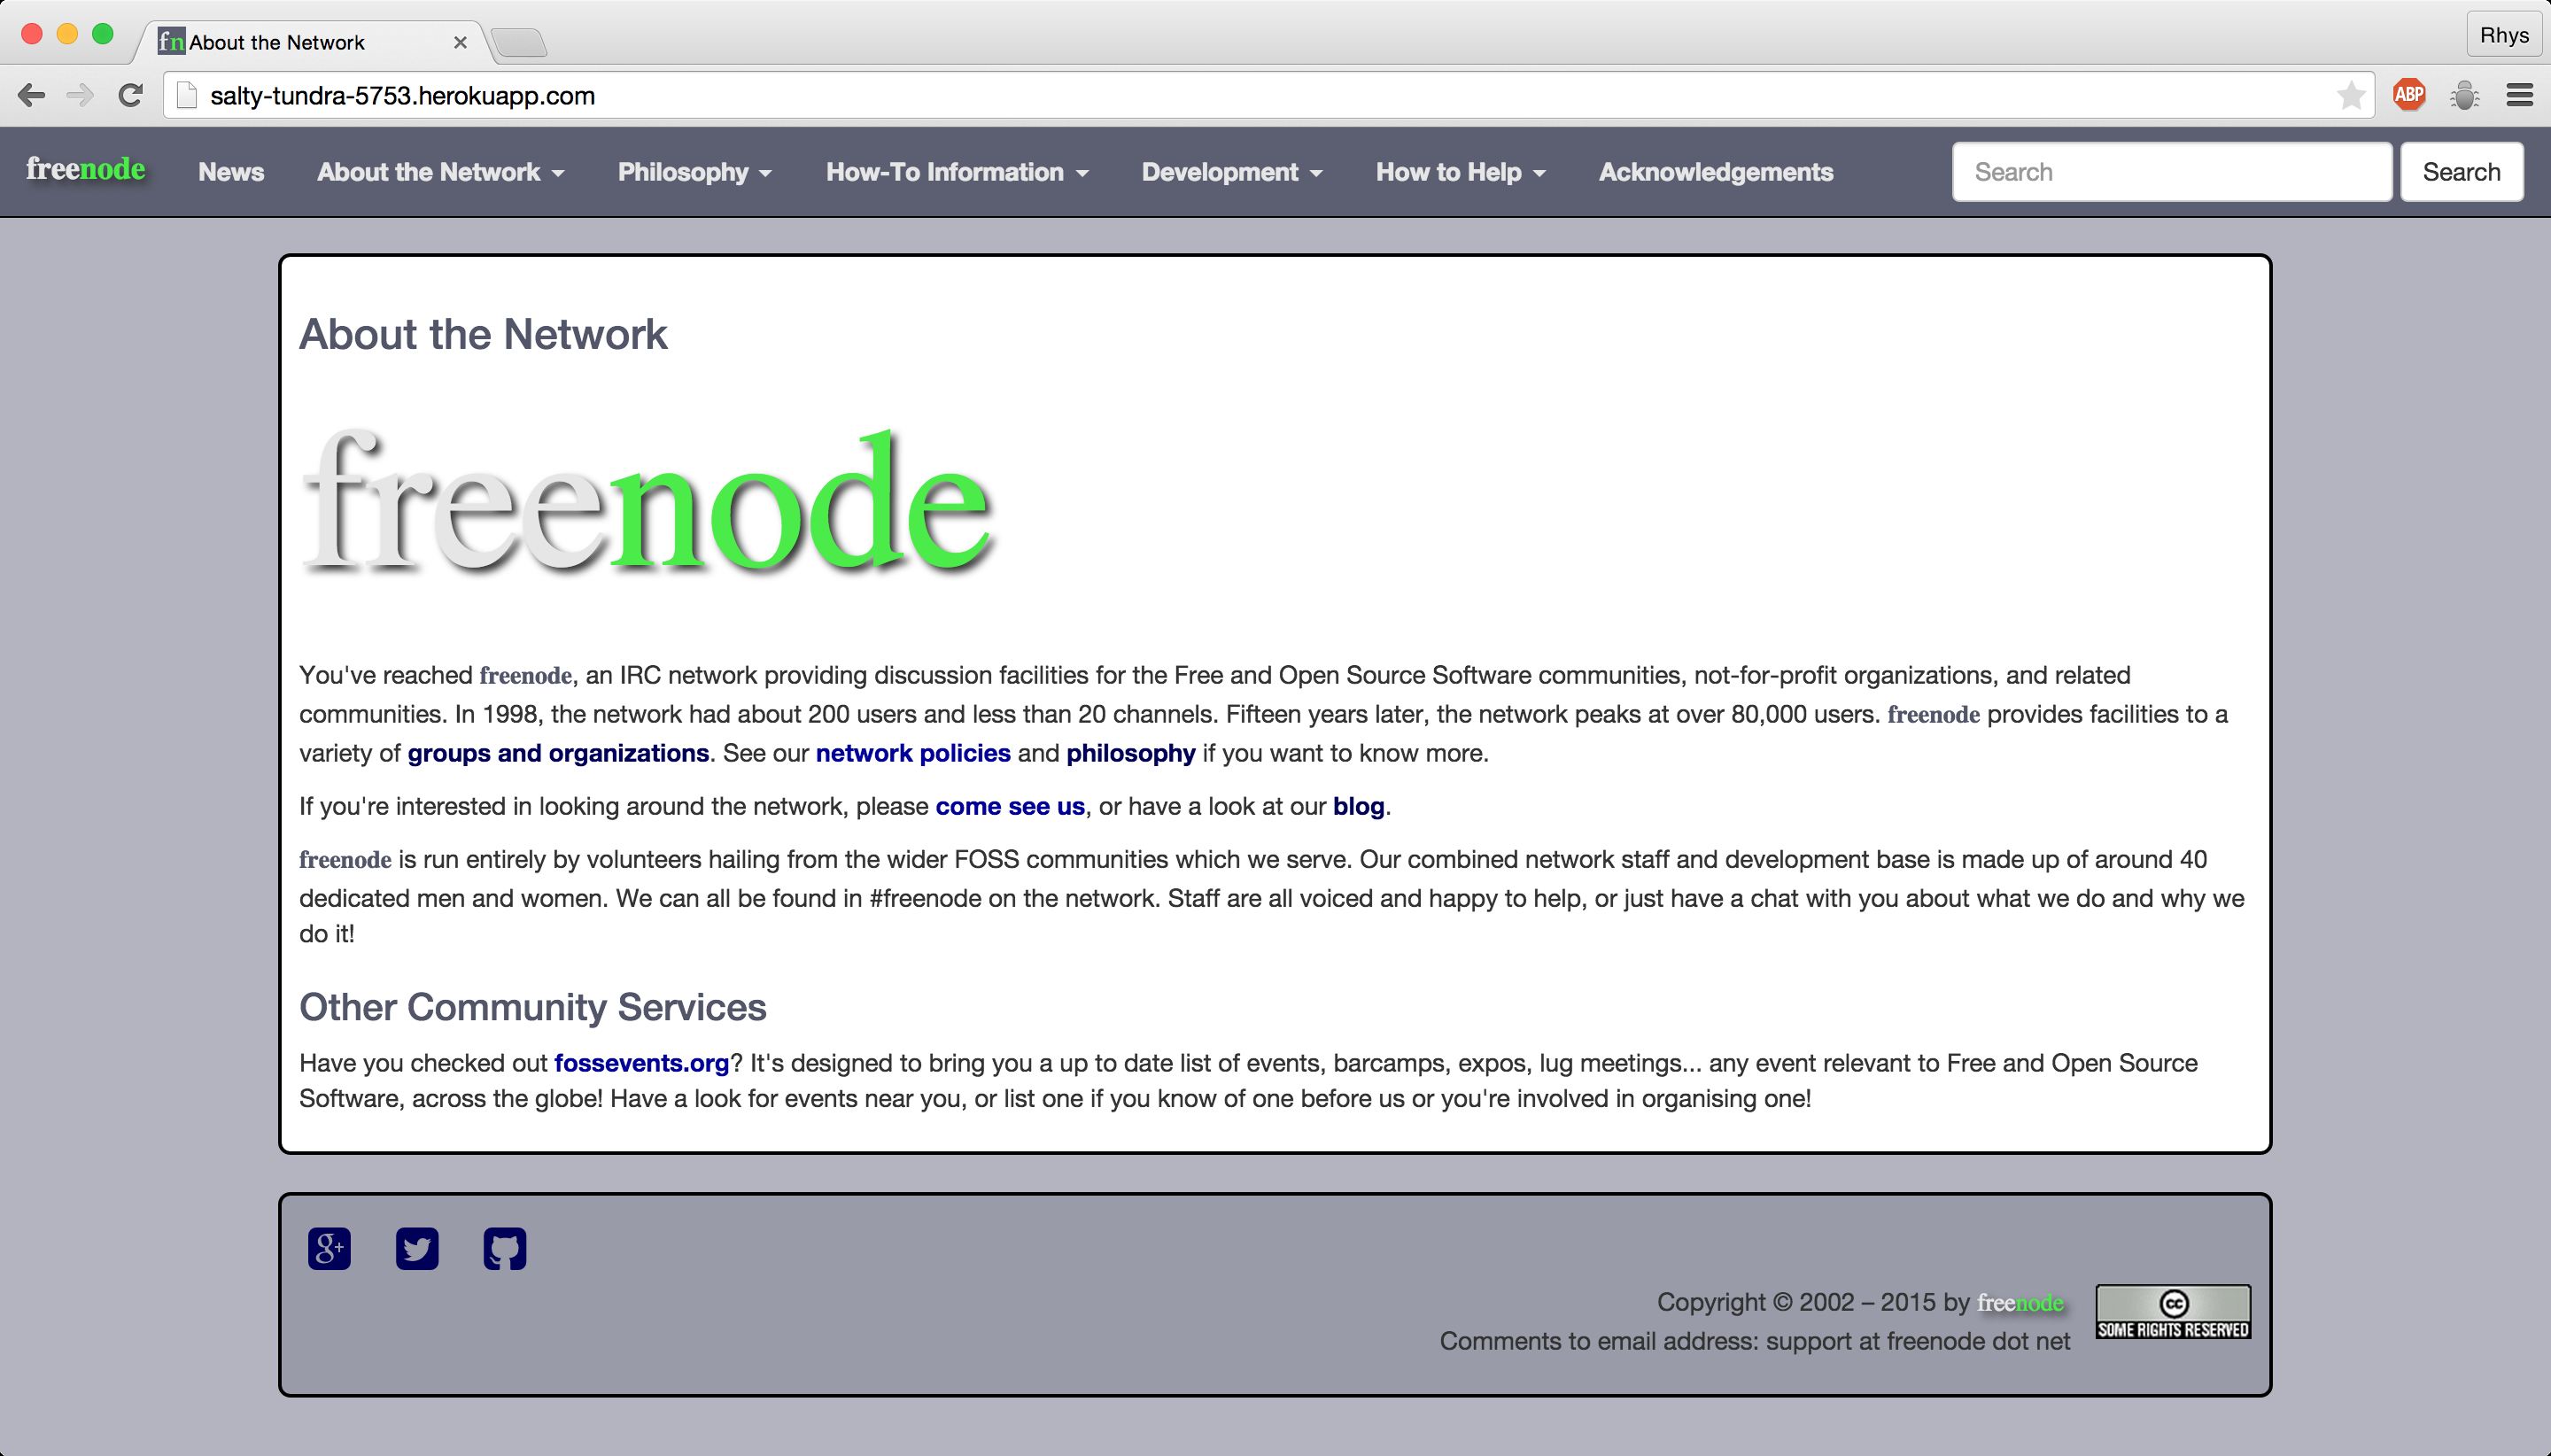 fn About the Network
Rhys
salty-tundra-5753.herokuapp.com
ABP
freenode News About the Network Philosophy How-To Information Development How to Help Acknowledgements Search Search
About the Network
freenode
You've reached freenode, an IRC network providing discussion facilities for the Free and Open Source Software communities, not-for-profit organizations, and related
communities. In 1998, the network had about 200 users and less than 20 channels. Fifteen years later, the network peaks at over 80,000 users. freenode provides facilities to a
variety of groups and organizations. See our network policies and philosophy if you want to know more.
If you're interested in looking around the network, please come see us, or have a look at our blog.
freenode is run entirely by volunteers hailing from the wider FOSS communities which we serve. Our combined network staff and development base is made up of around 40
dedicated men and women. We can all be found in #freenode on the network. Staff are all voiced and happy to help, or just have a chat with you about what we do and why we
do it!
Other Community Services
Have you checked out fossevents.org? It's designed to bring you a up to date list of events, barcamps, expos, lug meetings... any event relevant to Free and Open Source
Software, across the globe! Have a look for events near you, or list one if you know of one before us or you're involved in organising one!
g+
Copyright © 2002 – 2015 by freenode
Comments to email address: support at freenode dot net
cc
SOME RIGHTS RESERVED